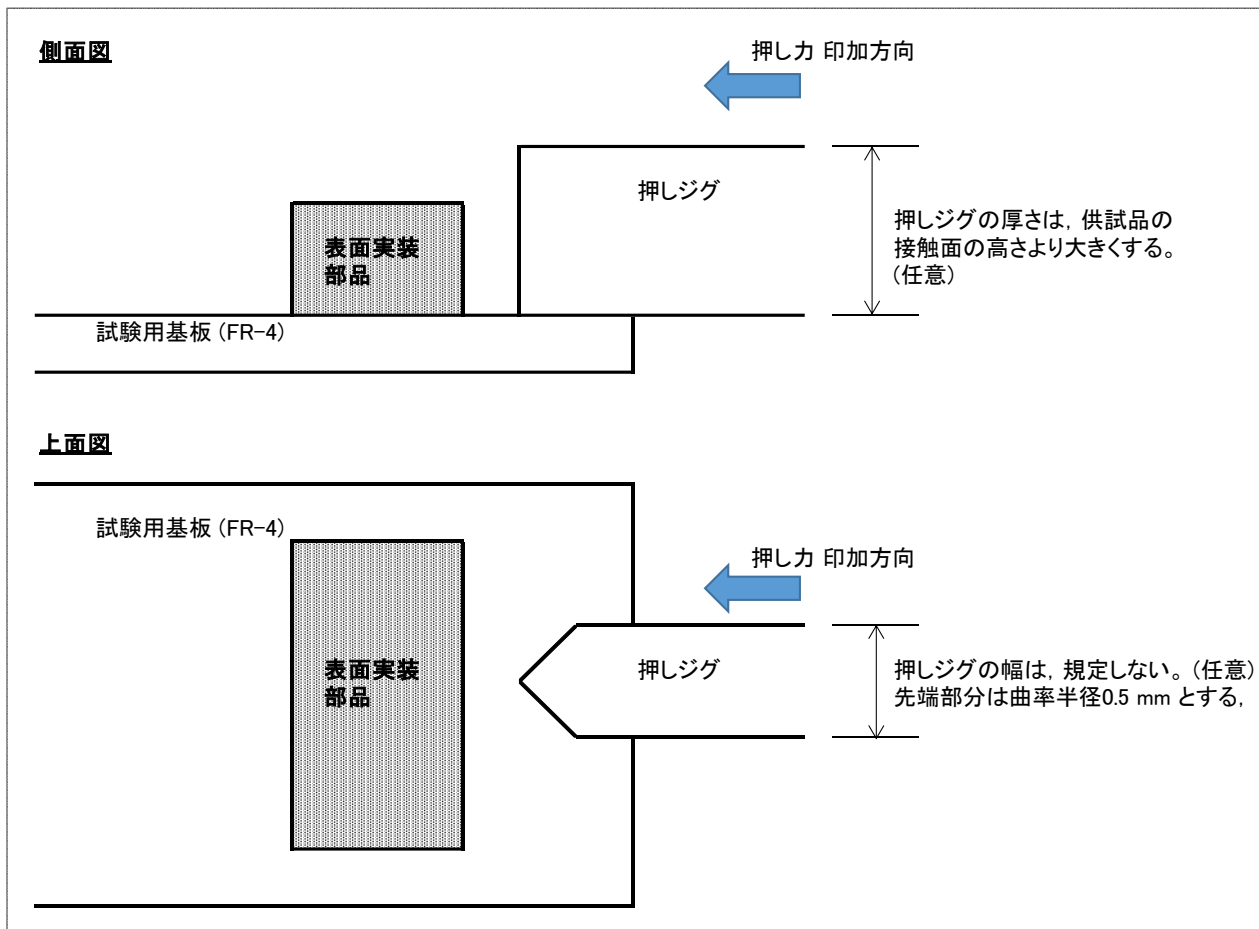 側面図
押し力 印加方向
押しジグ
表面実装
部品
押しジグの厚さは, 供試品の
接触面の高さより大きくする。
(任意)
試験用基板 (FR-4)
上面図
試験用基板 (FR-4)
押し力 印加方向
表面実装
部品
押しジグ
押しジグの幅は, 規定しない。(任意)
先端部分は曲率半径0.5 mm とする,